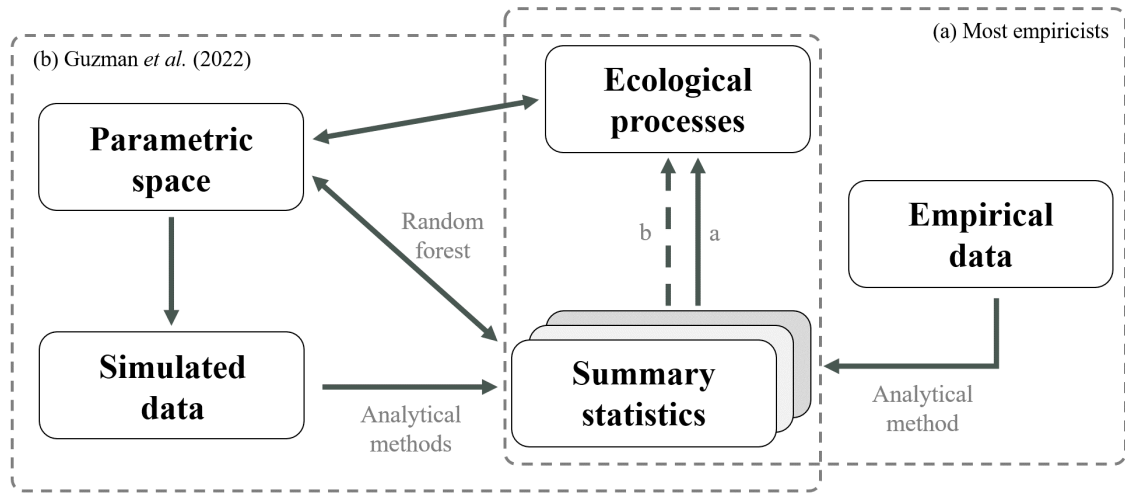 (a) Most empiricists
(b) Guzman et al. (2022)
Ecological
processes
Parametric
space
Empirical
data
Random
forest
b
a
Simulated
data
Summary
statistics
Analytical
methods
Analytical
method